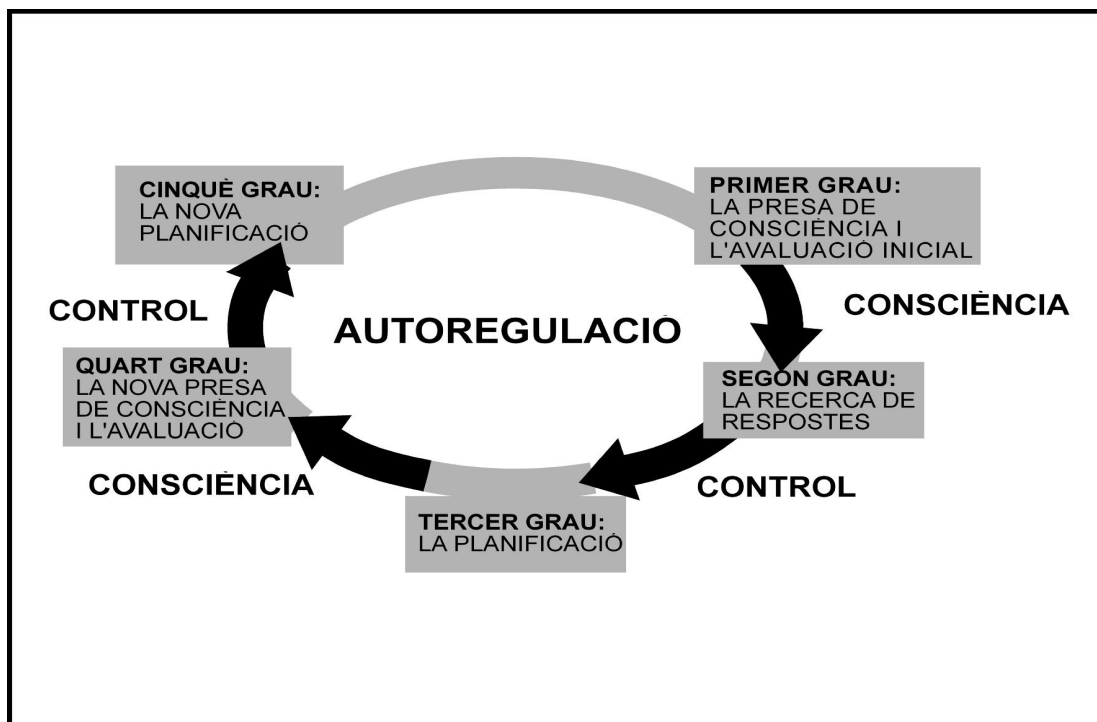 CINQUÈ GRAU:
LA NOVA
PLANIFICACIÓ
PRIMER GRAU:
LA PRESA DE
CONSCIÈNCIA I
L'AVALUACIÓ INICIAL
CONTROL
CONSCIÈNCIA
AUTOREGULACIÓ
QUART GRAU:
LA NOVA PRESA
DE CONSCIÈNCIA
I L'AVALUACIÓ
SEGON GRAU:
LA RECERCA DE
RESPOSTES
CONSCIÈNCIA
CONTROL
TERCER GRAU:
LA PLANIFICACIÓ